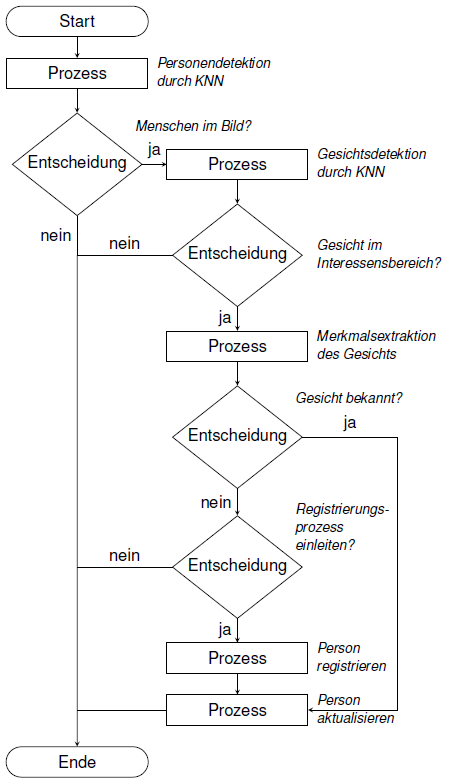 Start
Prozess
Personendetektion
durch KNN
Menschen im Bild?
Entscheidung
ja
Prozess
Gesichtsdetektion
durch KNN
nein
nein
Entscheidung
Gesicht im
Interessensbereich?
ja
Prozess
Merkmalsextraktion
des Gesichts
Gesicht bekannt?
Entscheidung
ja
nein
Registrierungs-
prozess
einleiten?
nein
Entscheidung
ja
Prozess
Person
registrieren
Prozess
Person
aktualisieren
Ende